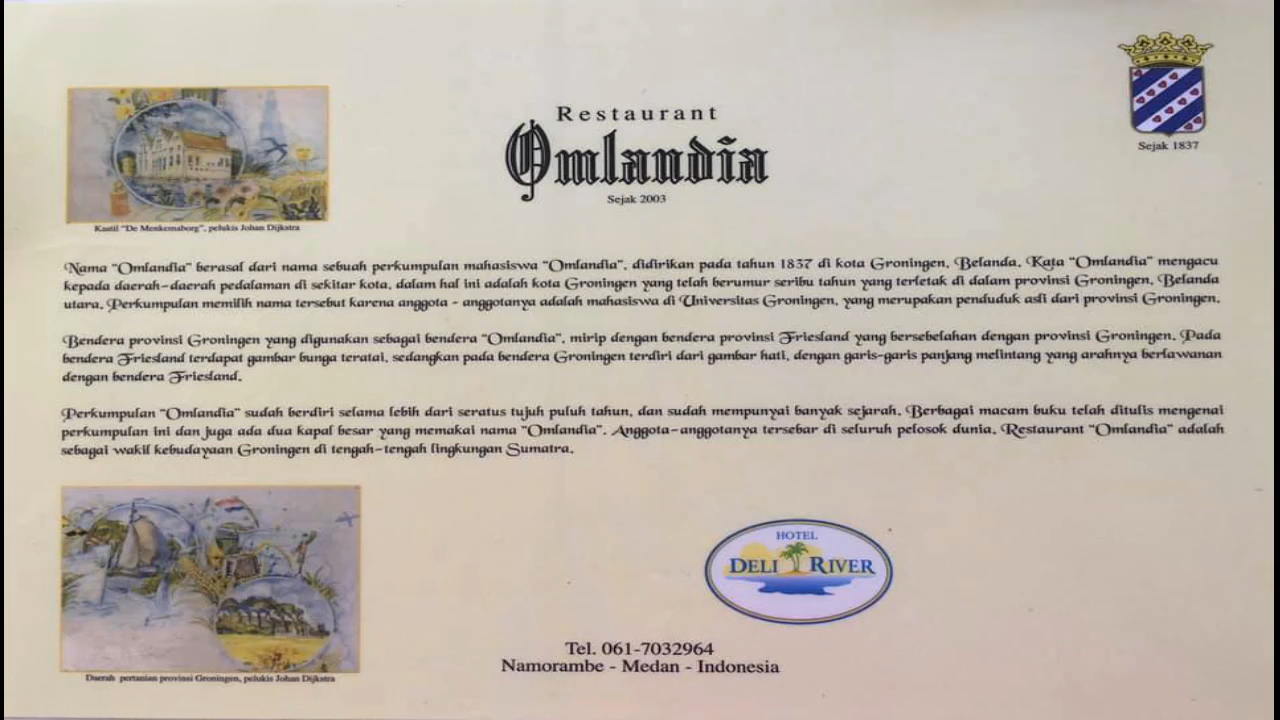 Restaurant
Omlandia
Sejak 2003
Sejak 1837
Kastil "De Menkemaborg", pelukis Johan Dijkstra
Nama "Omlandia" berasal dari nama sebuah perkumpulan mahasiswa "Omlandia", didirikan pada tahun 1837 di kota Groningen, Belanda. Kata "Omlandia" mengacu
kepada daerah-daerah pedalaman di sekitar kota, dalam hal ini adalah kota Groningen yang telah berumur seribu tahun yang terletak di dalam provinsi Groningen, Belanda
utara. Perkumpulan memilih nama tersebut karena anggota - anggotanya adalah mahasiswa di Universitas Groningen, yang merupakan penduduk asli dari provinsi Groningen.
Bendera provinsi Groningen yang digunakan sebagai bendera "Omlandia", mirip dengan bendera provinsi Friesland yang bersebelahan dengan provinsi Groningen. Pada
bendera Friesland terdapat gambar bunga teratai, sedangkan pada bendera Groningen terdiri dari gambar hati, dengan garis-garis panjang melintang yang arahnya berlawanan
dengan bendera Friesland.
Perkumpulan "Omlandia" sudah berdiri selama lebih dari seratus tujuh puluh tahun, dan sudah mempunyai banyak sejarah. Berbagai macam buku telah ditulis mengenai
perkumpulan ini dan juga ada dua kapal besar yang memakai nama "Omlandia". Anggota-anggotanya tersebar di seluruh pelosok dunia. Restaurant "Omlandia" adalah
sebagai wakil kebudayaan Groningen di tengah-tengah lingkungan Sumatra.
HOTEL
DELI RIVER
Tel. 061-7032964
Namorambe - Medan - Indonesia
Daerah pertanian provinsi Groningen, pelukis Johan Dijkstra